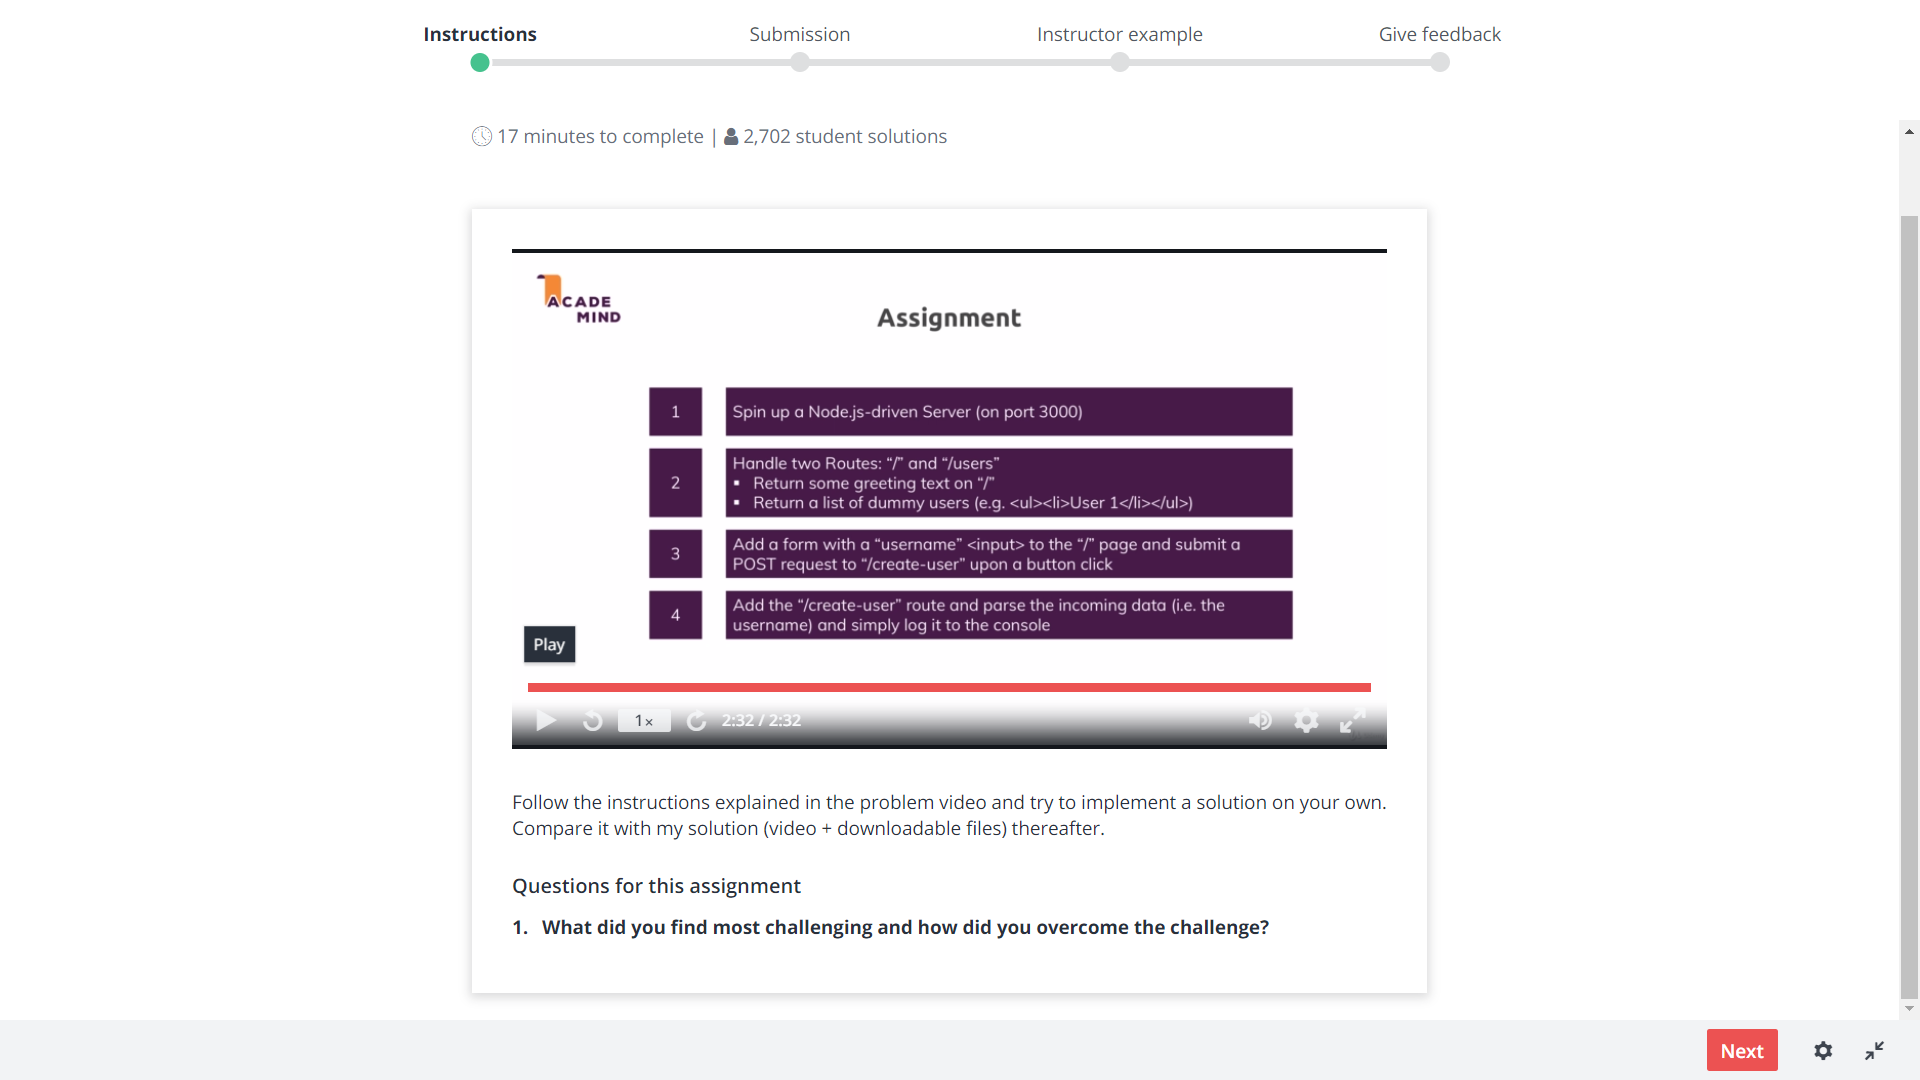 Instructions
Submission
Instructor example
Give feedback
17 minutes to complete | 2,702 student solutions
ACADE
MIND
Assignment
1
Spin up a Node.js-driven Server (on port 3000)
2
Handle two Routes: “/” and “/users”
▪ Return some greeting text on “/”
▪ Return a list of dummy users (e.g. <ul><li>User 1</li></ul>)
3
Add a form with a “username” <input> to the “/” page and submit a
POST request to “/create-user” upon a button click
4
Add the “/create-user” route and parse the incoming data (i.e. the
username) and simply log it to the console
Play
1×
2:32 / 2:32
Follow the instructions explained in the problem video and try to implement a solution on your own.
Compare it with my solution (video + downloadable files) thereafter.
Questions for this assignment
1. What did you find most challenging and how did you overcome the challenge?
Next